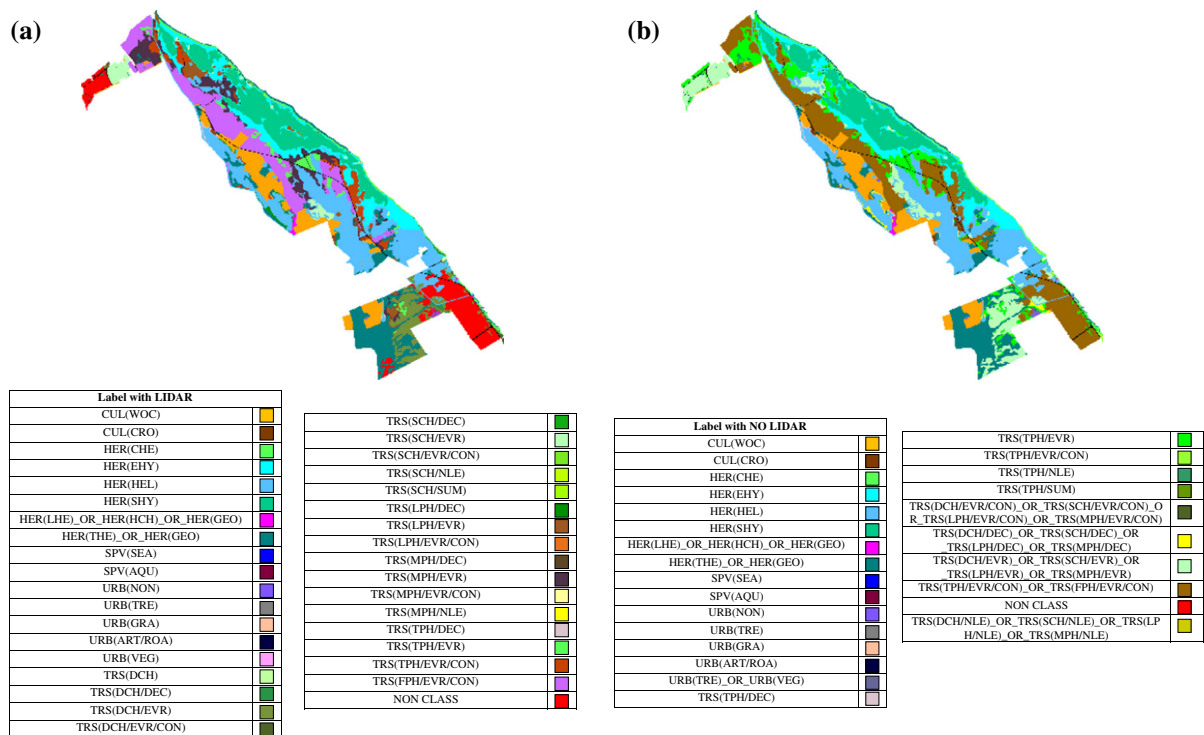 (a)
(b)
Label with LIDAR
CUL(WOC)
CUL(CRO)
HER(CHE)
HER(EHY)
HER(HEL)
HER(SHY)
HER(LHE)_OR_HER(HCH)_OR_HER(GEO)
HER(THE)_OR_HER(GEO)
SPV(SEA)
SPV(AQU)
URB(NON)
URB(TRE)
URB(GRA)
URB(ART/ROA)
URB(VEG)
TRS(DCH)
TRS(DCH/DEC)
TRS(DCH/EVR)
TRS(DCH/EVR/CON)
TRS(SCH/DEC)
TRS(SCH/EVR)
TRS(SCH/EVR/CON)
TRS(SCH/NLE)
TRS(SCH/SUM)
TRS(LPH/DEC)
TRS(LPH/EVR)
TRS(LPH/EVR/CON)
TRS(MPH/DEC)
TRS(MPH/EVR)
TRS(MPH/EVR/CON)
TRS(MPH/NLE)
TRS(TPH/DEC)
TRS(TPH/EVR)
TRS(TPH/EVR/CON)
TRS(FPH/EVR/CON)
NON CLASS
Label with NO LIDAR
CUL(WOC)
CUL(CRO)
HER(CHE)
HER(EHY)
HER(HEL)
HER(SHY)
HER(LHE)_OR_HER(HCH)_OR_HER(GEO)
HER(THE)_OR_HER(GEO)
SPV(SEA)
SPV(AQU)
URB(NON)
URB(TRE)
URB(GRA)
URB(ART/ROA)
URB(TRE)_OR_URB(VEG)
TRS(TPH/DEC)
TRS(TPH/EVR)
TRS(TPH/EVR/CON)
TRS(TPH/NLE)
TRS(TPH/SUM)
TRS(DCH/EVR/CON)_OR_TRS(SCH/EVR/CON)_O
R_TRS(LPH/EVR/CON)_OR_TRS(MPH/EVR/CON)
TRS(DCH/DEC)_OR_TRS(SCH/DEC)_OR
_TRS(LPH/DEC)_OR_TRS(MPH/DEC)
TRS(DCH/EVR)_OR_TRS(SCH/EVR)_OR
_TRS(LPH/EVR)_OR_TRS(MPH/EVR)
TRS(TPH/EVR/CON)_OR_TRS(FPH/EVR/CON)
NON CLASS
TRS(DCH/NLE)_OR_TRS(SCH/NLE)_OR_TRS(LP
H/NLE)_OR_TRS(MPH/NLE)